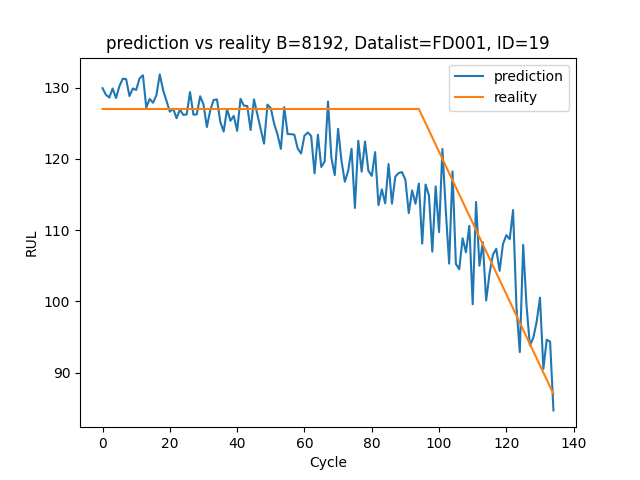 prediction vs reality B=8192, Datalist=FD001, ID=19
prediction
reality
RUL
130
120
110
100
90
0 20 40 60 80 100 120 140
Cycle